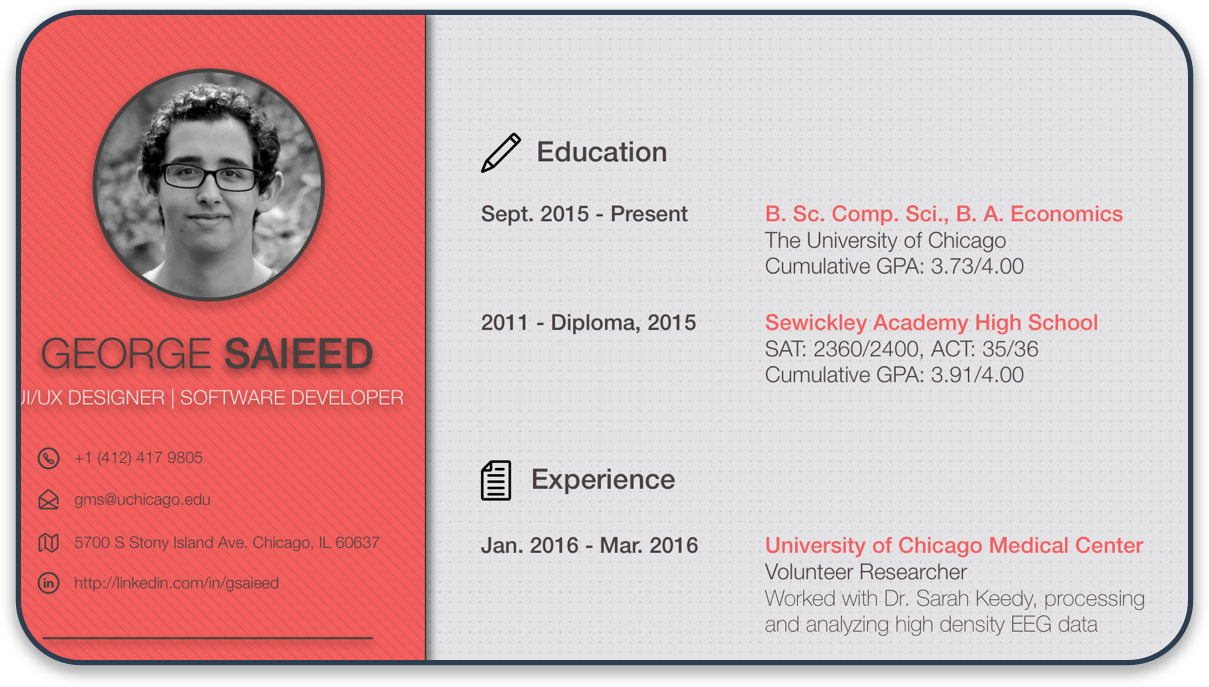 GEORGE SAIEED
UI/UX DESIGNER | SOFTWARE DEVELOPER
+1 (412) 417 9805
gms@uchicago.edu
5700 S Stony Island Ave. Chicago, IL 60637
http://linkedin.com/in/gsaieed
Education
Sept. 2015 - Present
B. Sc. Comp. Sci., B. A. Economics
The University of Chicago
Cumulative GPA: 3.73/4.00
2011 - Diploma, 2015
Sewickley Academy High School
SAT: 2360/2400, ACT: 35/36
Cumulative GPA: 3.91/4.00
Experience
Jan. 2016 - Mar. 2016
University of Chicago Medical Center
Volunteer Researcher
Worked with Dr. Sarah Keedy, processing
and analyzing high density EEG data